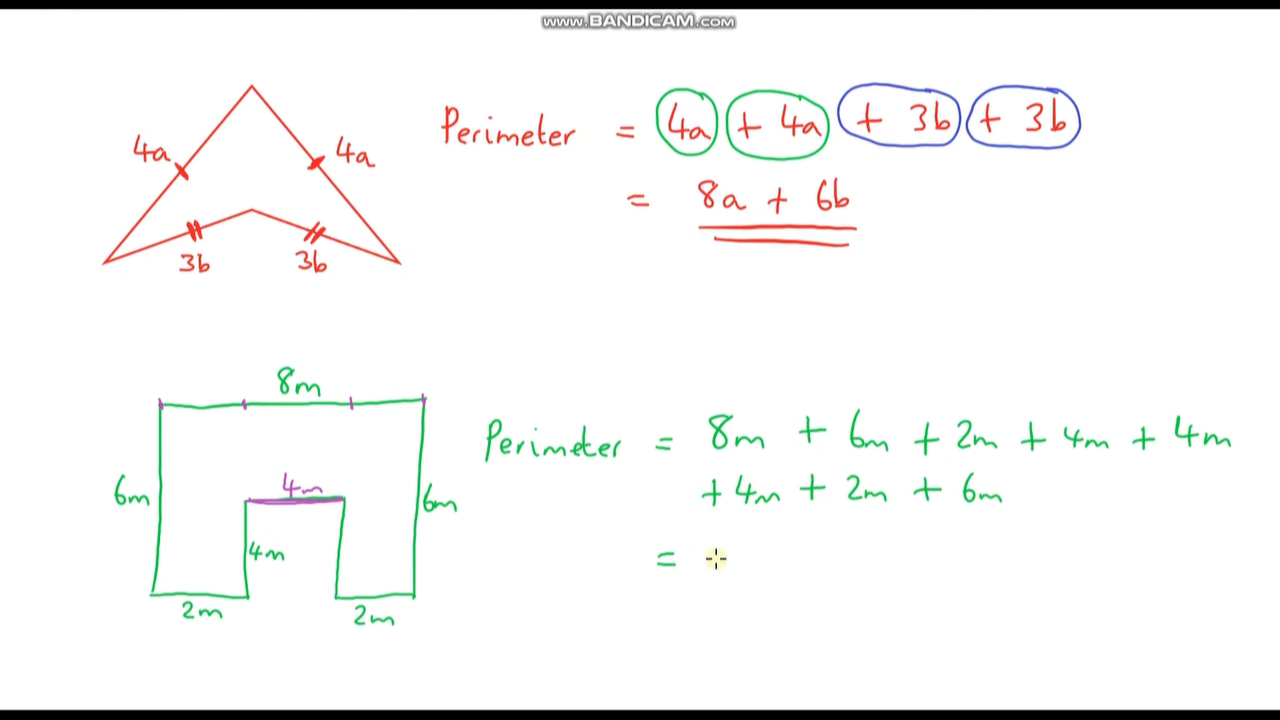 www.BANDICAM.com
4a
4a
3b
3b
Perimeter = 4a + 4a + 3b + 3b
= 8a + 6b
8m
6m
4m
6m
4m
2m
2m
Perimeter = 8m + 6m + 2m + 4m + 4m
+ 4m + 2m + 6m
=